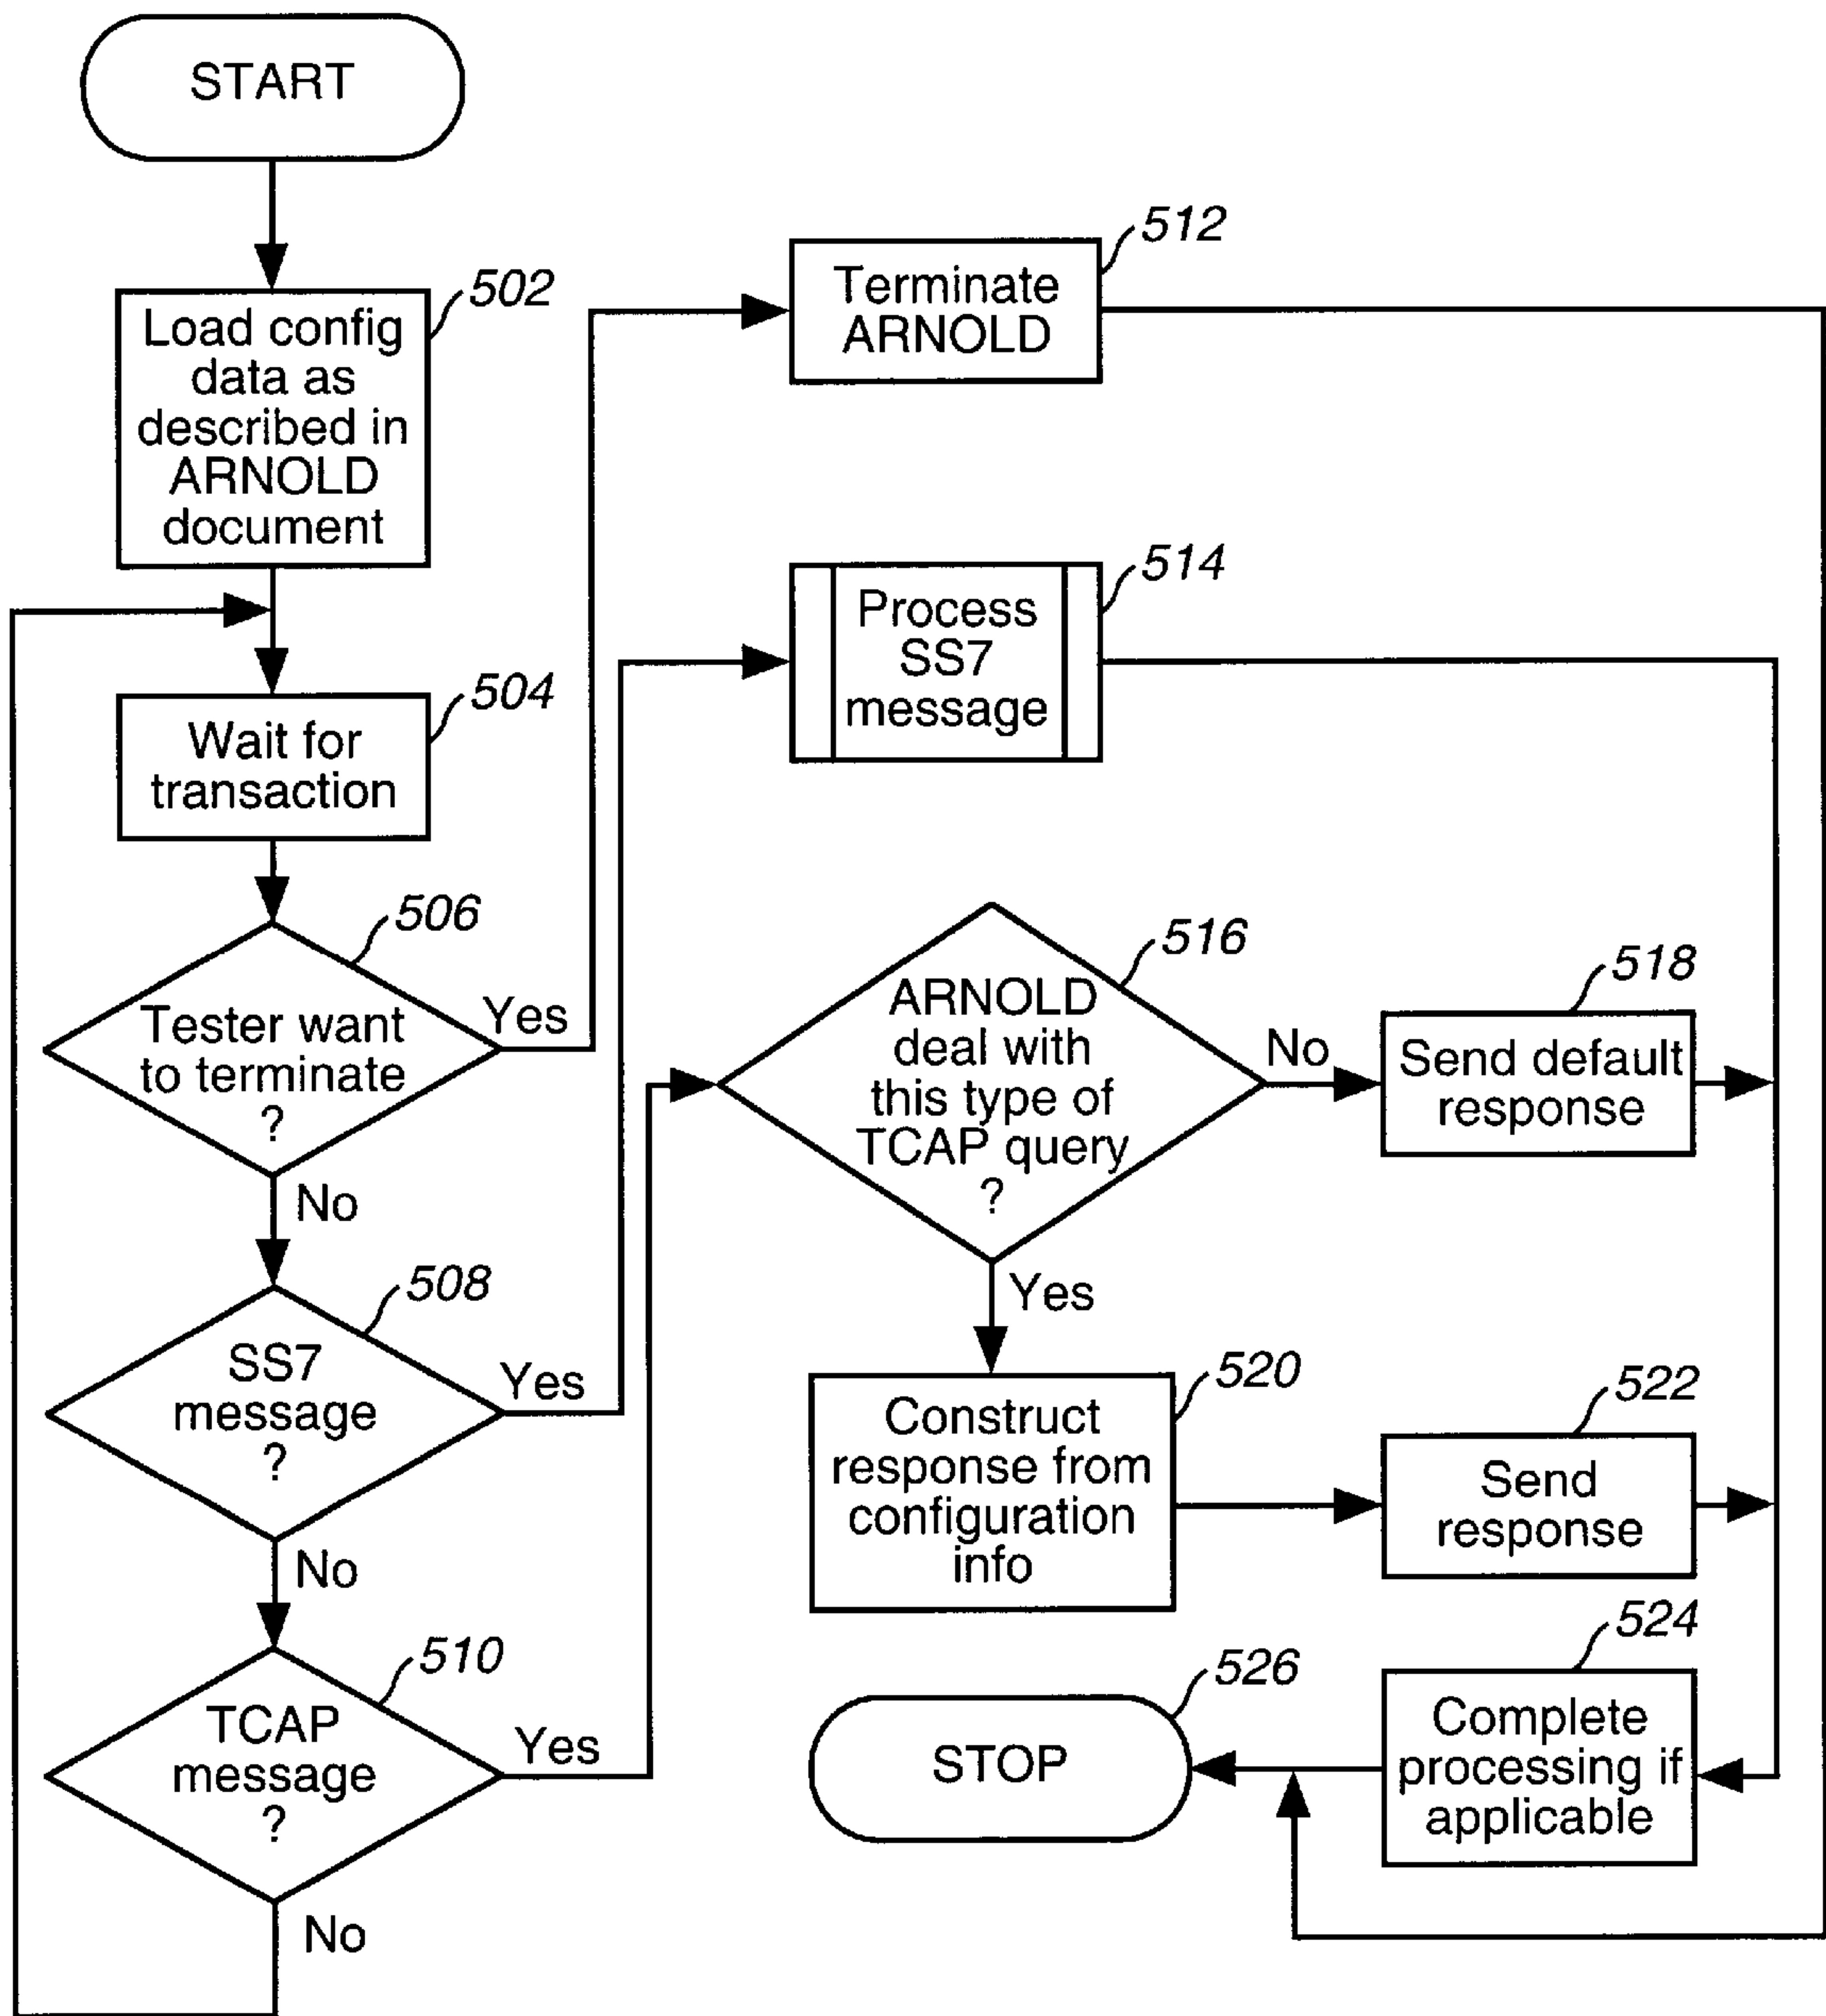 START
502
Load config
data as
described in
ARNOLD
document
504
Wait for
transaction
506
Tester want
to terminate
?
Yes
No
508
SS7
message
?
Yes
No
510
TCAP
message
?
Yes
No
512
Terminate
ARNOLD
514
Process
SS7
message
516
ARNOLD
deal with
this type of
TCAP query
?
No
Yes
518
Send default
response
520
Construct
response from
configuration
info
522
Send
response
524
Complete
processing if
applicable
526
STOP